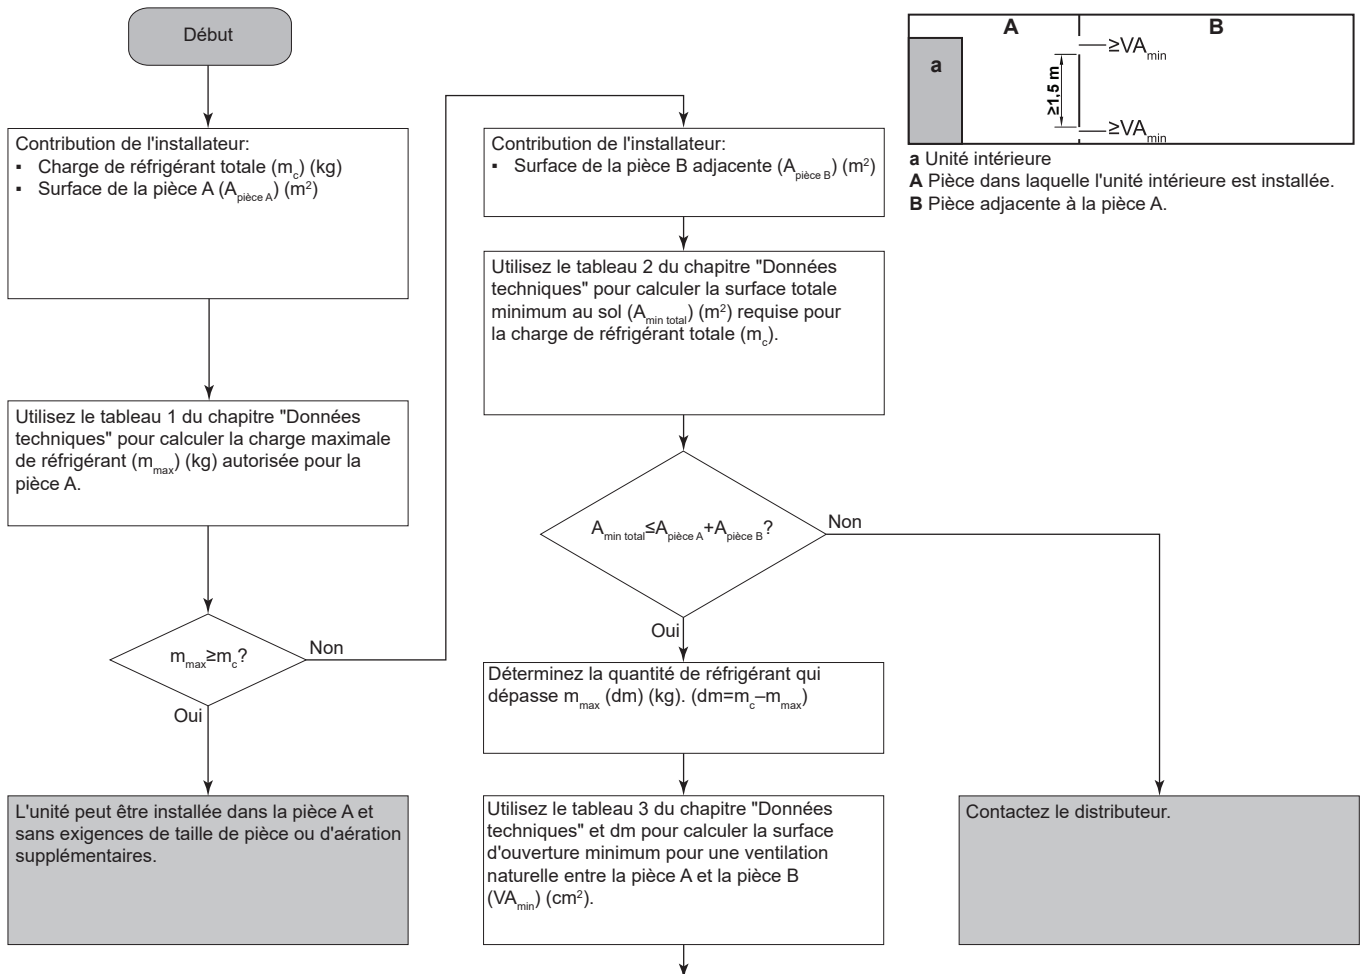 Début
Contribution de l'installateur:
▪ Charge de réfrigérant totale (mc) (kg)
▪ Surface de la pièce A (Apièce A) (m²)
Utilisez le tableau 1 du chapitre "Données
techniques" pour calculer la charge maximale
de réfrigérant (mmax) (kg) autorisée pour la
pièce A.
mmax≥mc?
Non
Oui
L'unité peut être installée dans la pièce A et
sans exigences de taille de pièce ou d'aération
supplémentaires.
Contribution de l'installateur:
▪ Surface de la pièce B adjacente (Apièce B) (m²)
Utilisez le tableau 2 du chapitre "Données
techniques" pour calculer la surface totale
minimum au sol (Amin total) (m²) requise pour
la charge de réfrigérant totale (mc).
Amin total≤Apièce A+Apièce B?
Non
Oui
Déterminez la quantité de réfrigérant qui
dépasse mmax (dm) (kg). (dm=mc–mmax)
Utilisez le tableau 3 du chapitre "Données
techniques" et dm pour calculer la surface
d'ouverture minimum pour une ventilation
naturelle entre la pièce A et la pièce B
(VAmin) (cm²).
Contactez le distributeur.
A
B
a
≥VAmin
≥1,5 m
≥VAmin
a Unité intérieure
A Pièce dans laquelle l'unité intérieure est installée.
B Pièce adjacente à la pièce A.